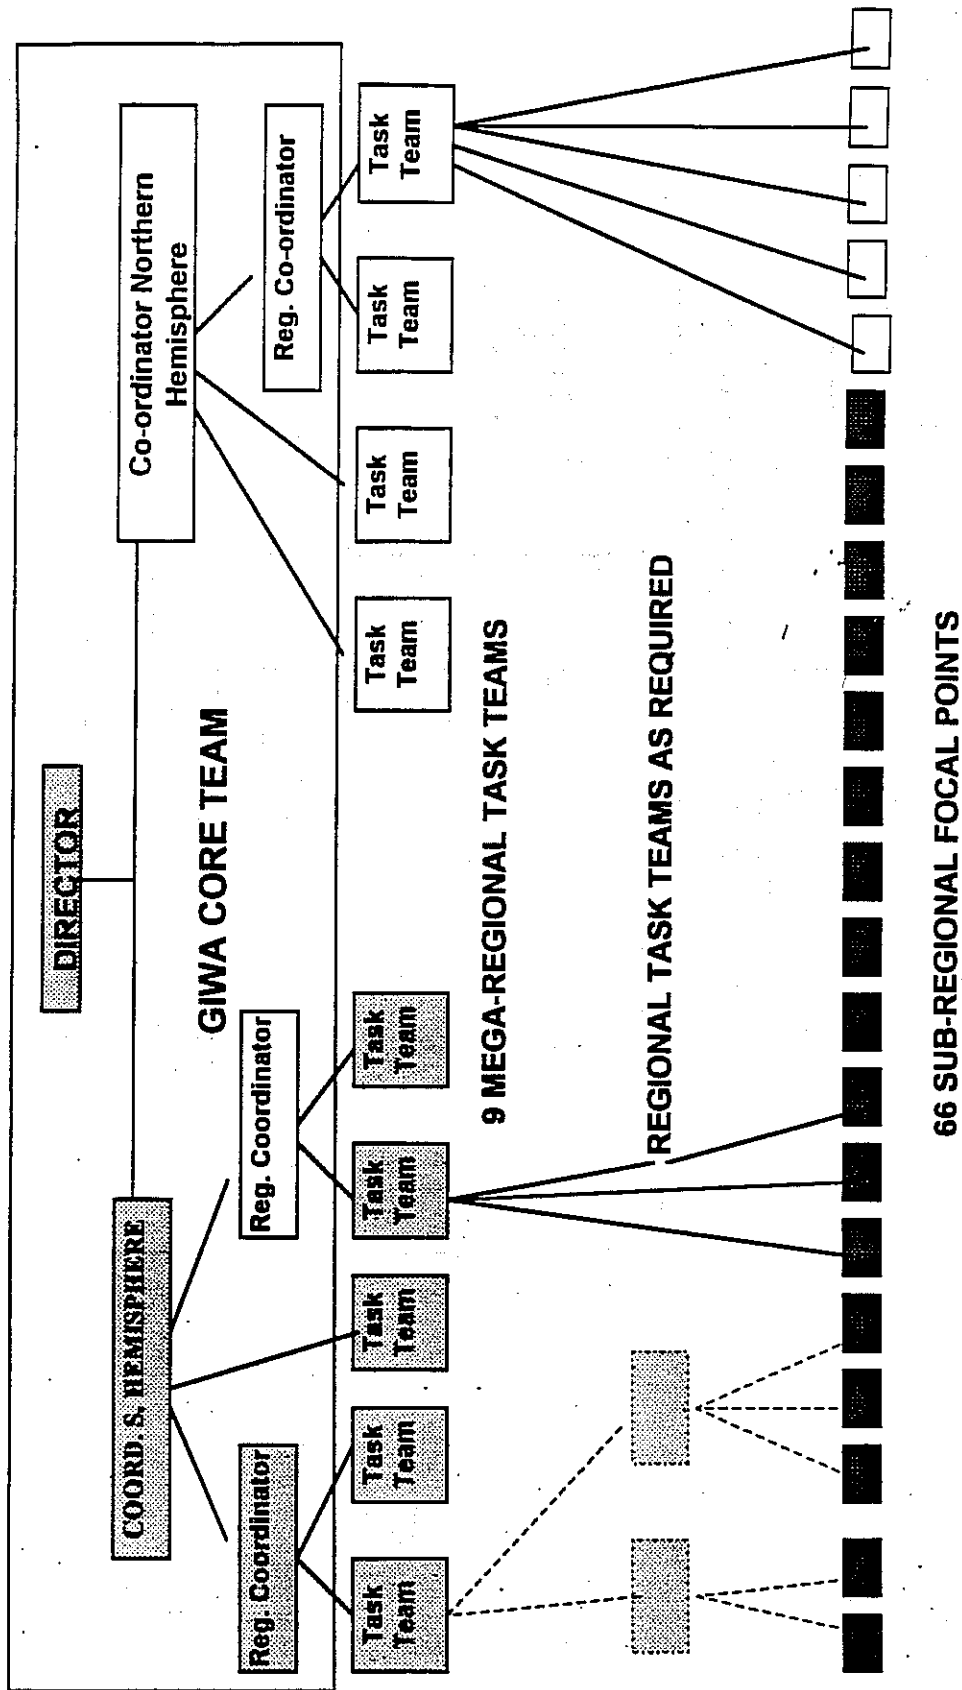 DIRECTOR
COORD. S. HEMISPHERE
Co-ordinator Northern
Hemisphere
GIWA CORE TEAM
Reg. Coordinator
Reg. Coordinator
Reg. Co-ordinator
Task
Team
Task
Team
Task
Team
Task
Team
Task
Team
Task
Team
Task
Team
Task
Team
Task
Team
9 MEGA-REGIONAL TASK TEAMS
REGIONAL TASK TEAMS AS REQUIRED
66 SUB-REGIONAL FOCAL POINTS